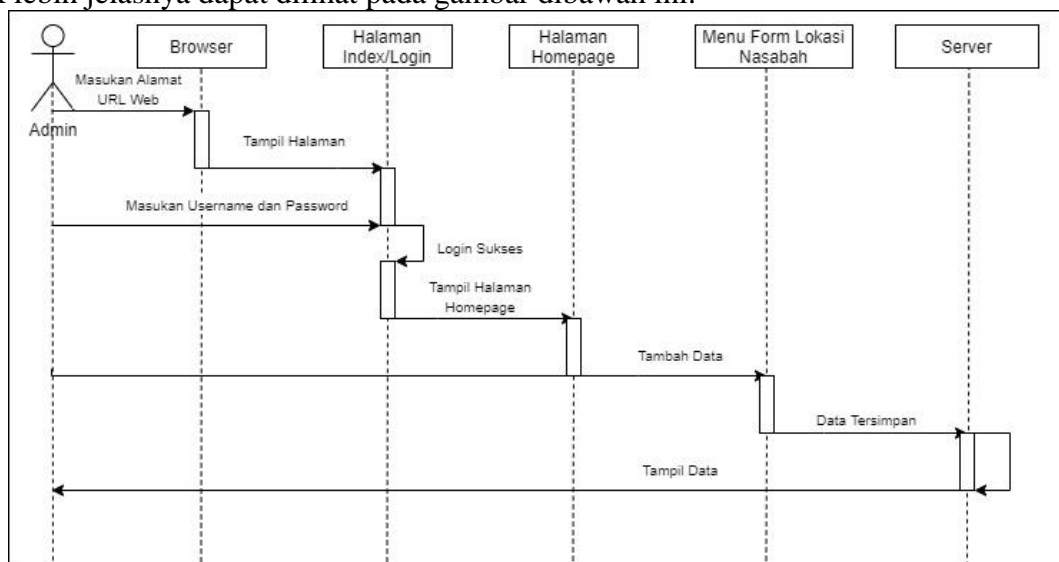 lebih jelasnya dapat dilihat pada gambar dibawah ini:
Browser
Halaman
Index/Login
Halaman
Homepage
Menu Form Lokasi
Nasabah
Server
Masukan Alamat
URL Web
Admin
Tampil Halaman
Masukan Username dan Password
Login Sukses
Tampil Halaman
Homepage
Tambah Data
Data Tersimpan
Tampil Data